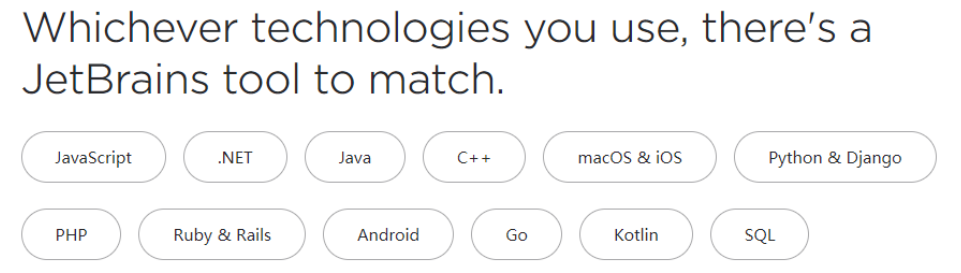 Whichever technologies you use, there's a
JetBrains tool to match.
JavaScript .NET Java C++ macOS & iOS Python & Django
PHP Ruby & Rails Android Go Kotlin SQL